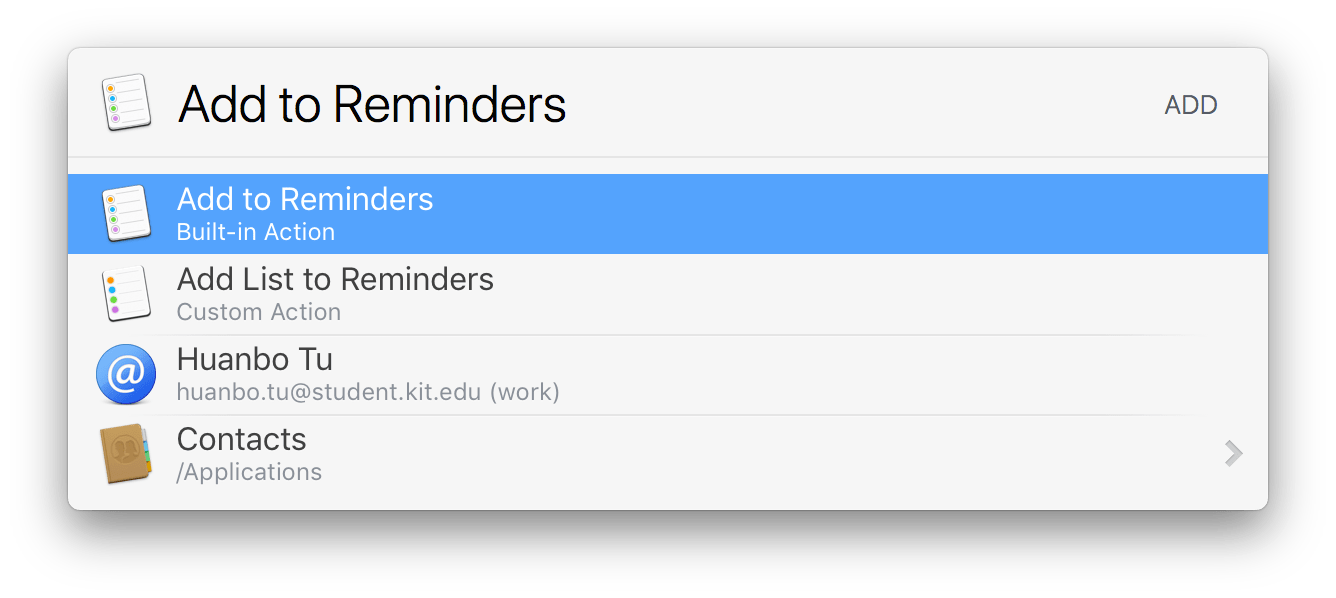 Add to Reminders
ADD
Add to Reminders
Built-in Action
Add List to Reminders
Custom Action
Huanbo Tu
huanbo.tu@student.kit.edu (work)
Contacts
/Applications